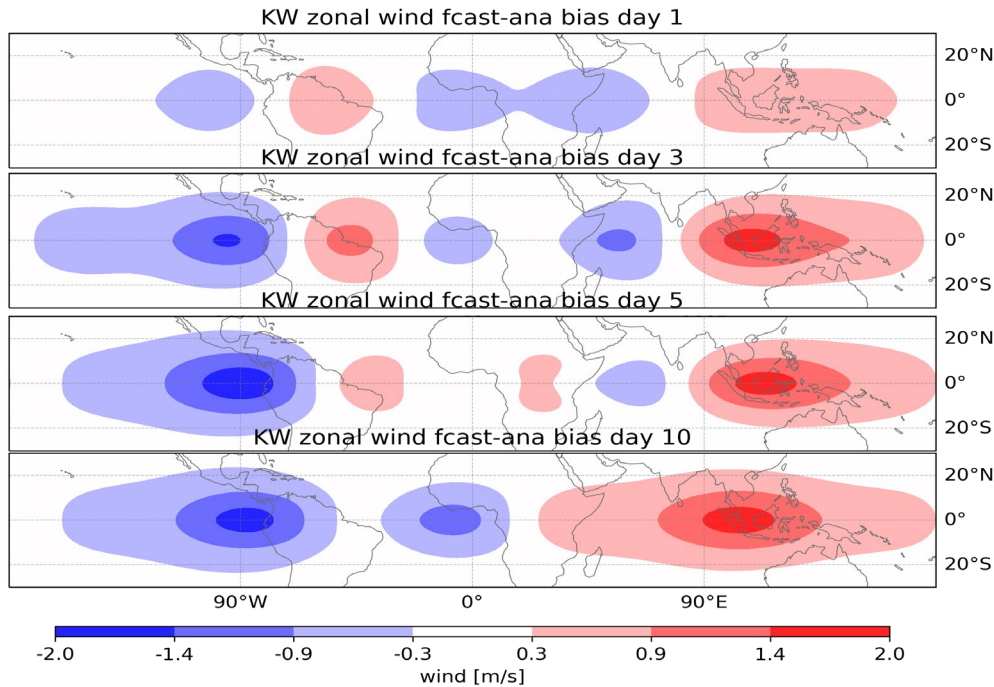 KW zonal wind fcast-ana bias day 1
20°N
0°
20°S
KW zonal wind fcast-ana bias day 3
20°N
0°
20°S
KW zonal wind fcast-ana bias day 5
20°N
0°
20°S
KW zonal wind fcast-ana bias day 10
20°N
0°
20°S
90°W 0° 90°E
-2.0 -1.4 -0.9 -0.3 0.3 0.9 1.4 2.0
wind [m/s]